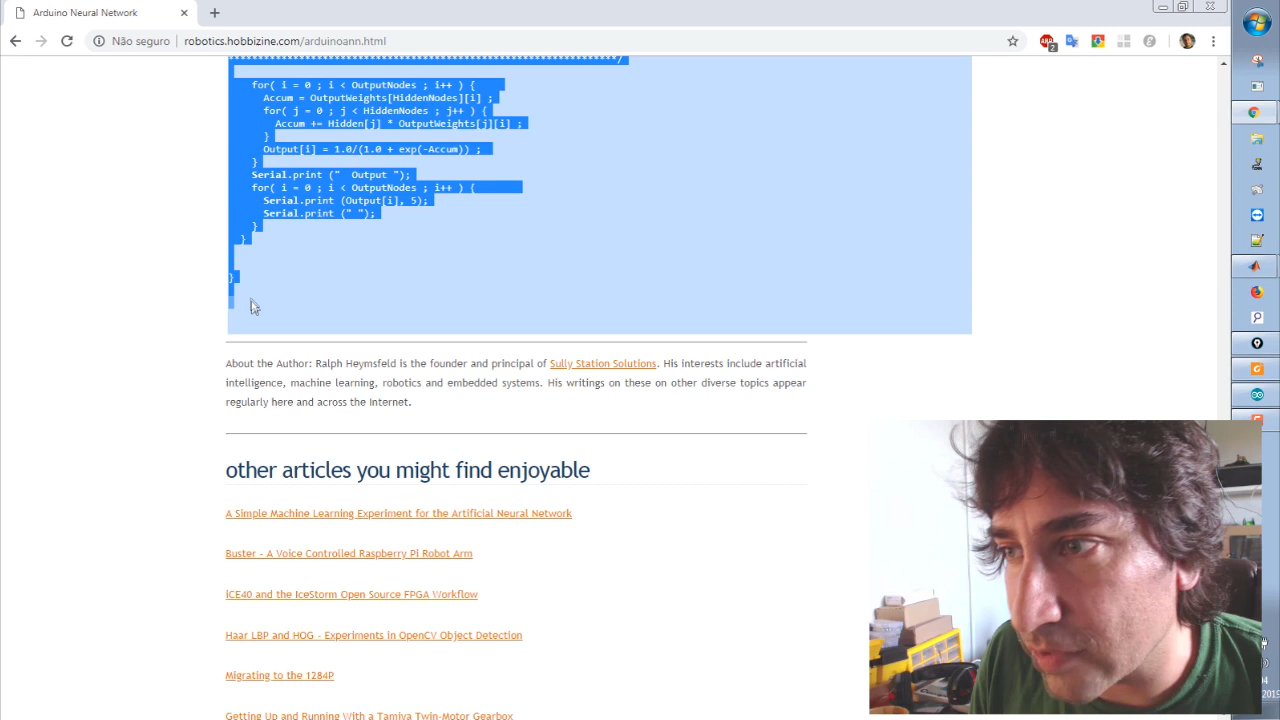 Arduino Neural Network
Não seguro
robotics.hobbizine.com/arduinoann.html
2
for( i = 0 ; i < OutputNodes ; i++ ) {
Accum = OutputWeights[HiddenNodes][i] ;
for( j = 0 ; j < HiddenNodes ; j++ ) {
Accum += Hidden[j] * OutputWeights[j][i] ;
}
Output[i] = 1.0/(1.0 + exp(-Accum)) ;
}
Serial.print ("  Output ");
for( i = 0 ; i < OutputNodes ; i++ ) {
Serial.print (Output[i], 5);
Serial.print (" ");
}
}
}
About the Author: Ralph Heymsfeld is the founder and principal of Sully Station Solutions. His interests include artificial
intelligence, machine learning, robotics and embedded systems. His writings on these on other diverse topics appear
regularly here and across the Internet.
other articles you might find enjoyable
A Simple Machine Learning Experiment for the Artificial Neural Network
Buster - A Voice Controlled Raspberry Pi Robot Arm
iCE40 and the IceStorm Open Source FPGA Workflow
Haar LBP and HOG - Experiments in OpenCV Object Detection
Migrating to the 1284P
Getting Up and Running With a Tamiya Twin-Motor Gearbox